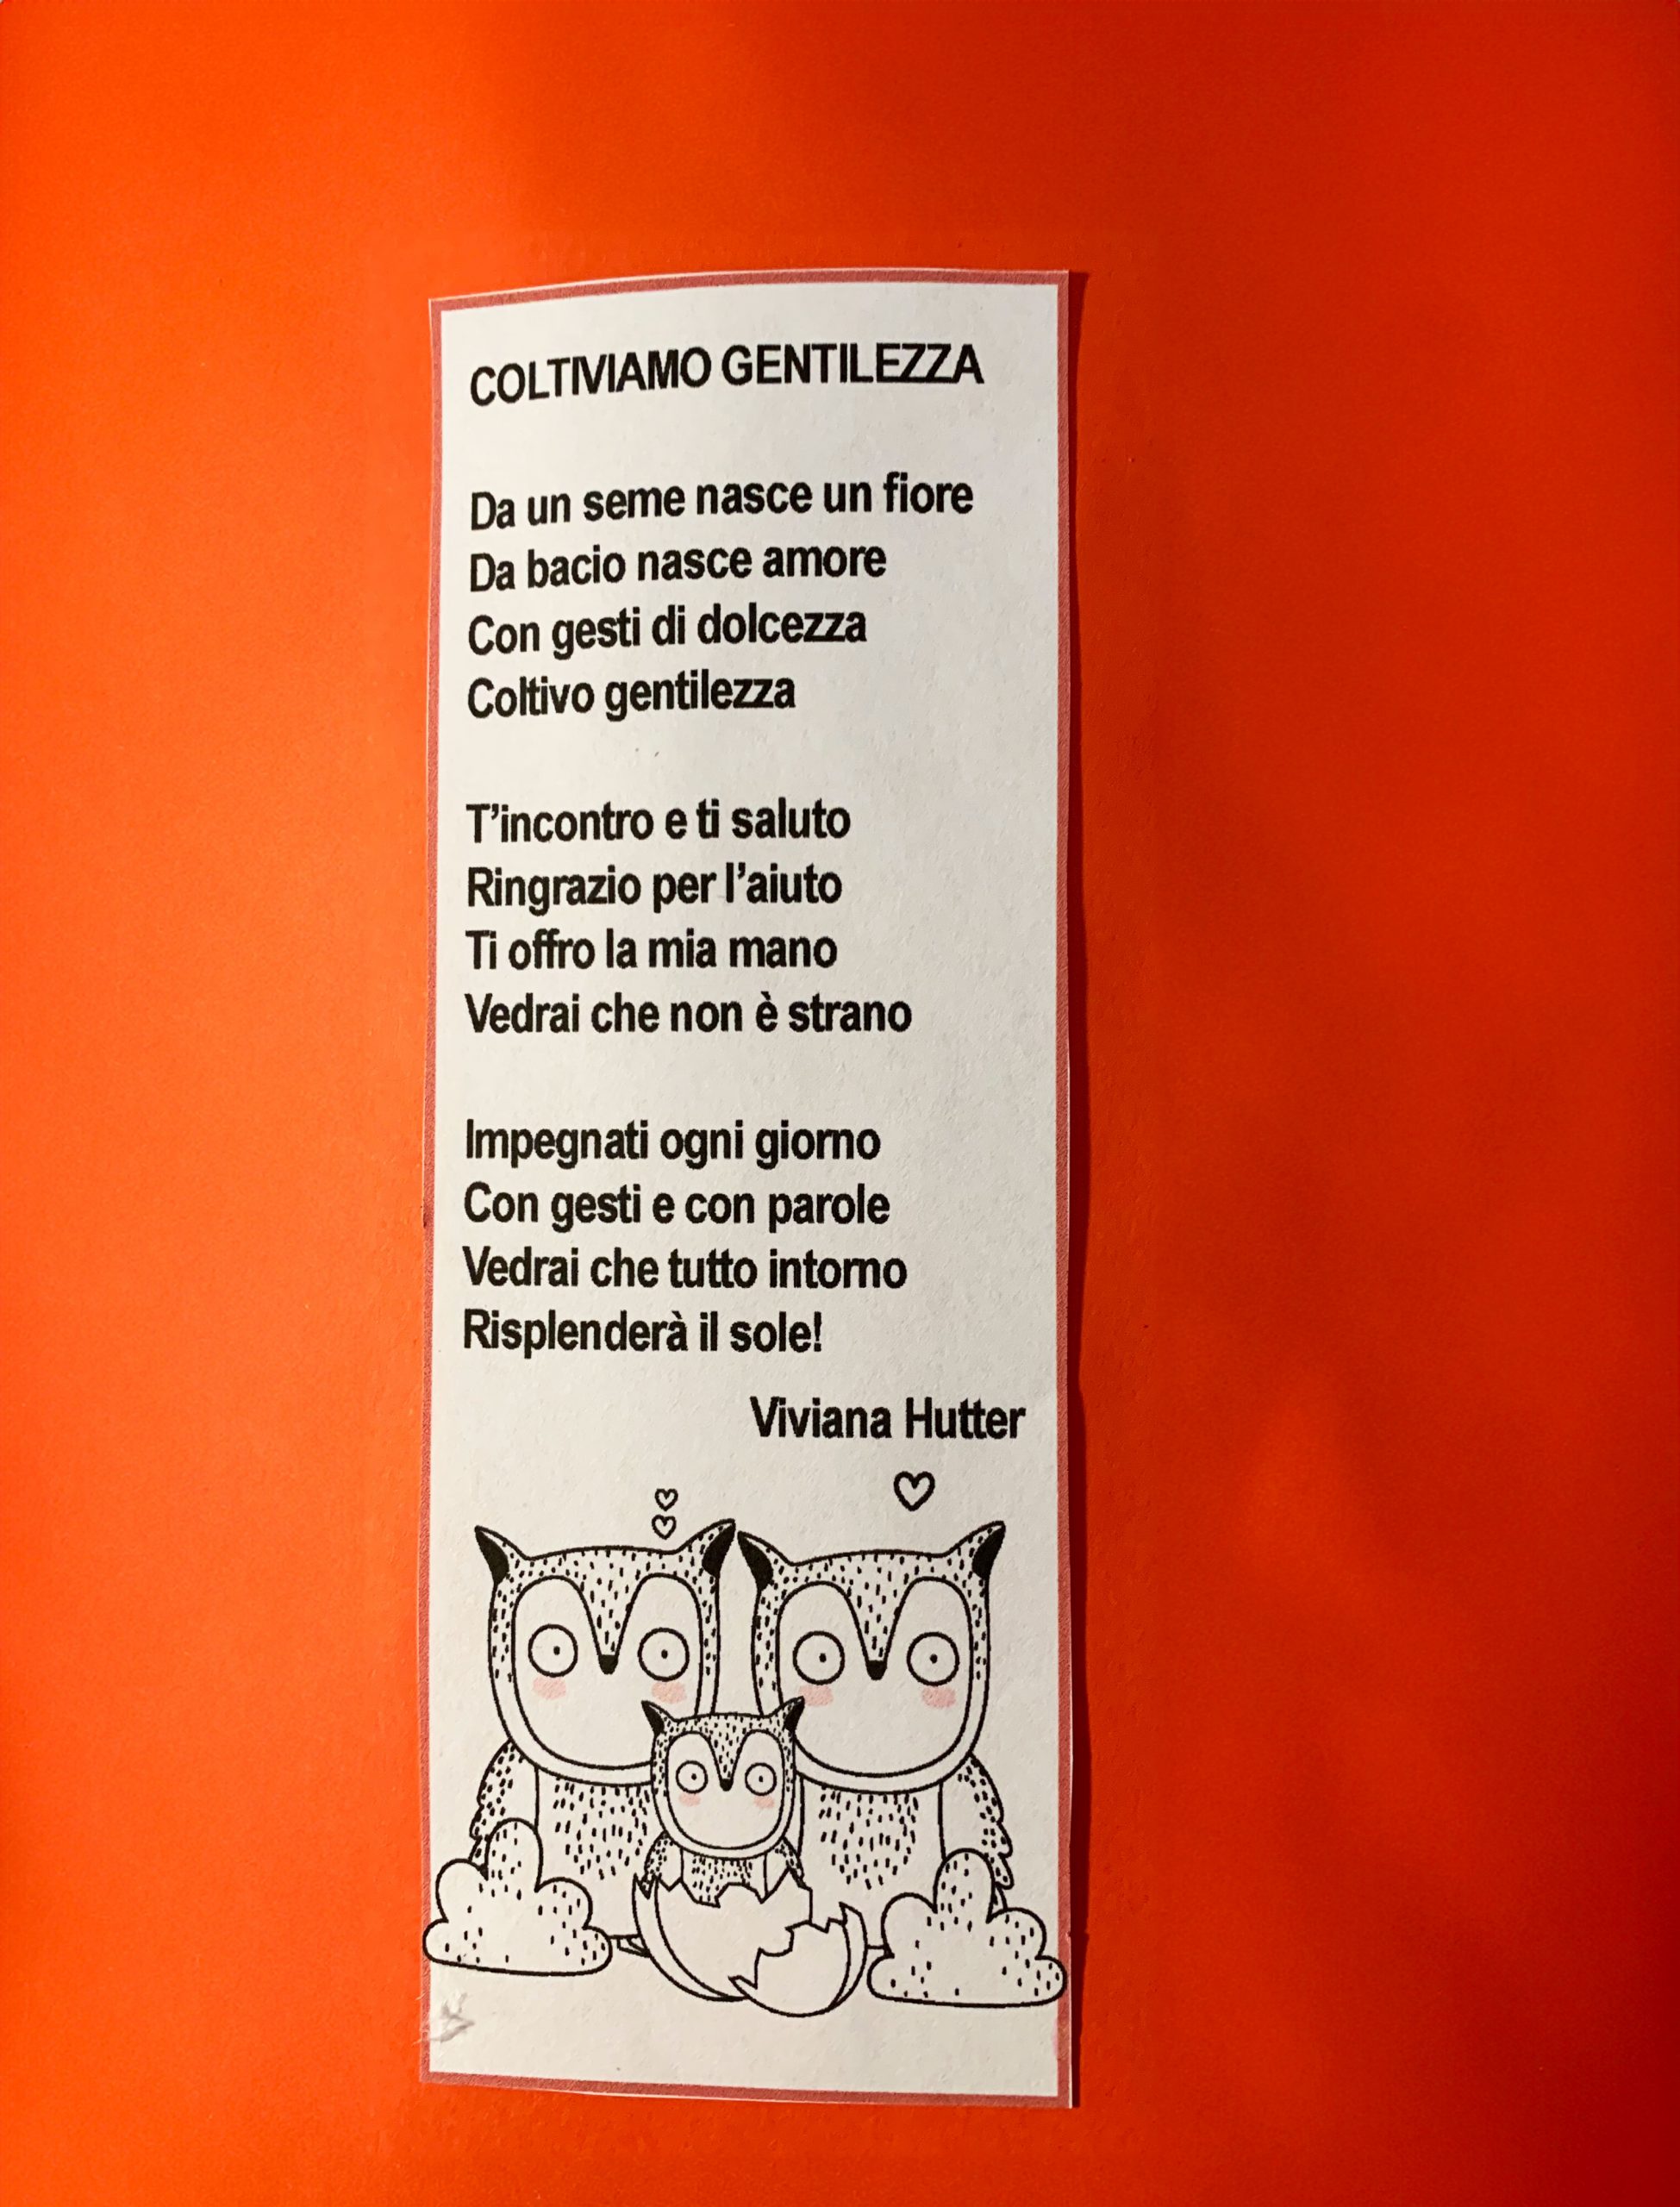 COLTIVIAMO GENTILEZZA
Da un seme nasce un fiore
Da bacio nasce amore
Con gesti di dolcezza
Coltivo gentilezza
T’incontro e ti saluto
Ringrazio per l’aiuto
Ti offro la mia mano
Vedrai che non è strano
Impegnati ogni giorno
Con gesti e con parole
Vedrai che tutto intorno
Risplenderà il sole!
Viviana Hutter